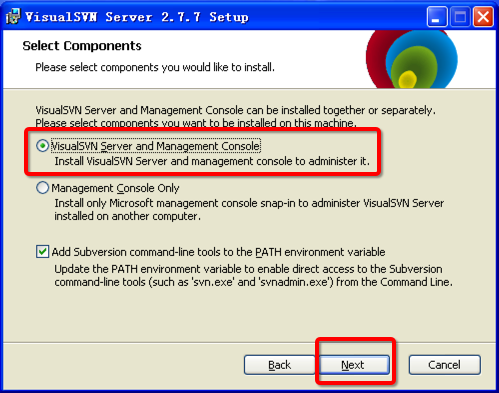 VisualSVN Server 2.7.7 Setup
Select Components
Please select components you would like to install.
VisualSVN Server and Management Console can be installed together or separately.
Please select components you want to be installed on this machine.
VisualSVN Server and Management Console
Install VisualSVN Server and management console to administer it.
Management Console Only
Install only Microsoft management console snap-in to administer VisualSVN Server
installed on another computer.
Add Subversion command-line tools to the PATH environment variable
Update the PATH environment variable to enable direct access to the Subversion
command-line tools (such as 'svn.exe' and 'svnadmin.exe') from the Command Line.
Back
Next
Cancel